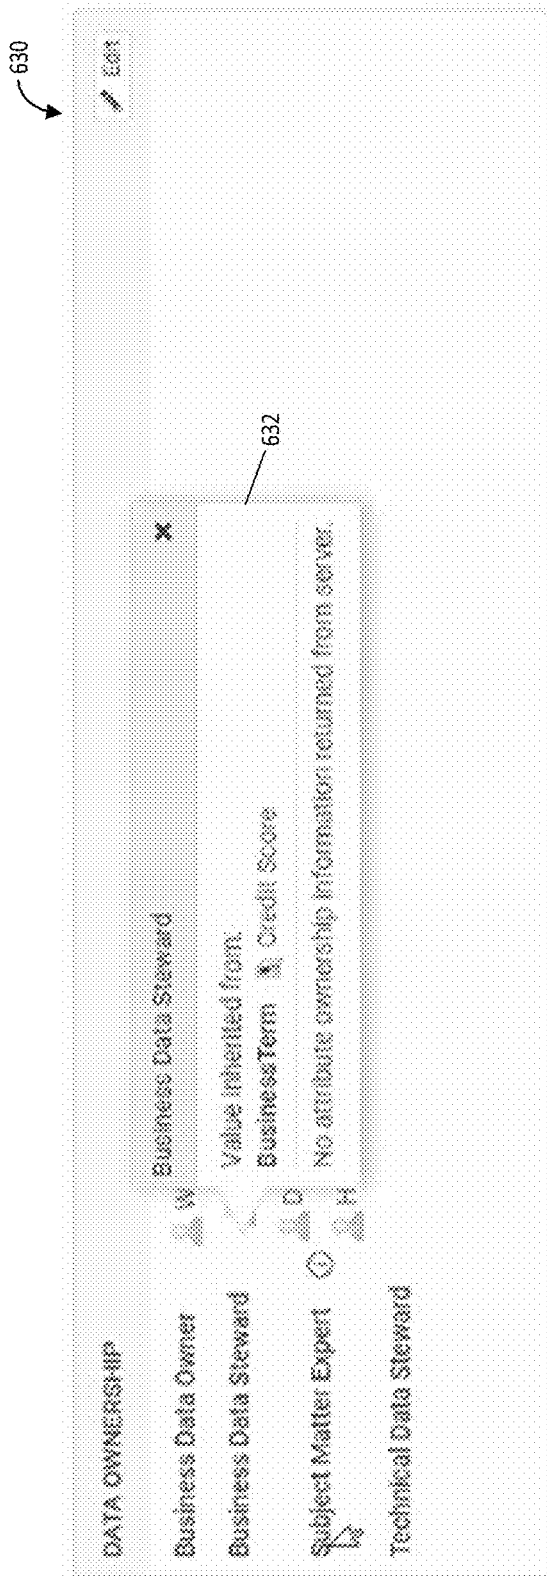 630
DATA OWNERSHIP
Edit
Business Data Owner
W
Business Data Steward
Business Data Steward
Value inherited from:
BusinessTerm Credit Score
No attribute ownership information returned from server.
632
Subject Matter Expert
D
H
Technical Data Steward